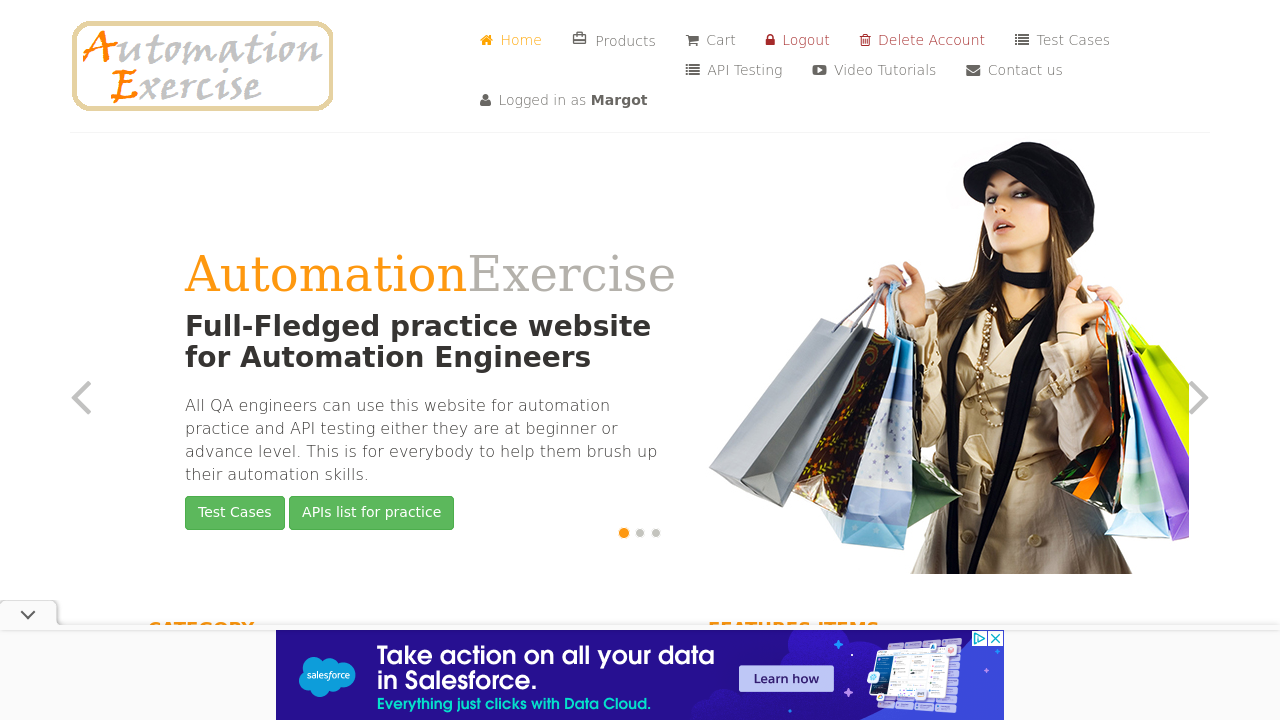 Automation
Exercise
Home
Products
Cart
Logout
Delete Account
Test Cases
API Testing
Video Tutorials
Contact us
Logged in as Margot
AutomationExercise
Full-Fledged practice website
for Automation Engineers
All QA engineers can use this website for automation
practice and API testing either they are at beginner or
advance level. This is for everybody to help them brush up
their automation skills.
Test Cases
APIs list for practice
CATEGORY
FEATURES ITEMS
salesforce
Take action on all your data
in Salesforce.
Everything just clicks with Data Cloud.
Learn how